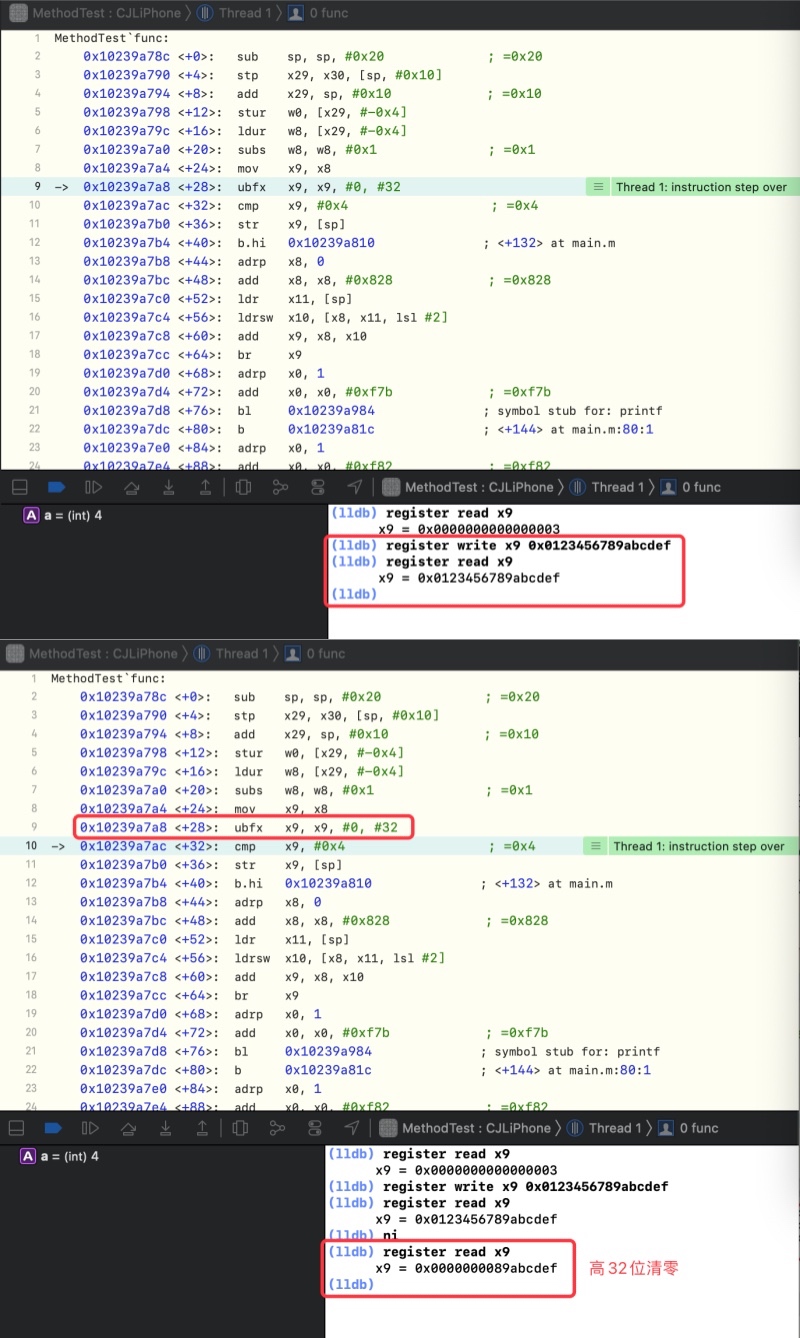 MethodTest : CJLiPhone 〉 Thread 1 〉 0 func
1 MethodTest`func:
2 0x10239a78c <+0>: sub sp, sp, #0x20 ; =0x20
3 0x10239a790 <+4>: stp x29, x30, [sp, #0x10]
4 0x10239a794 <+8>: add x29, sp, #0x10 ; =0x10
5 0x10239a798 <+12>: stur w0, [x29, #-0x4]
6 0x10239a79c <+16>: ldur w8, [x29, #-0x4]
7 0x10239a7a0 <+20>: subs w8, w8, #0x1 ; =0x1
8 0x10239a7a4 <+24>: mov x9, x8
9 -> 0x10239a7a8 <+28>: ubfx x9, x9, #0, #32 Thread 1: instruction step over
10 0x10239a7ac <+32>: cmp x9, #0x4 ; =0x4
11 0x10239a7b0 <+36>: str x9, [sp]
12 0x10239a7b4 <+40>: b.hi 0x10239a810 ; <+132> at main.m
13 0x10239a7b8 <+44>: adrp x8, 0
14 0x10239a7bc <+48>: add x8, x8, #0x828 ; =0x828
15 0x10239a7c0 <+52>: ldr x11, [sp]
16 0x10239a7c4 <+56>: ldrsw x10, [x8, x11, lsl #2]
17 0x10239a7c8 <+60>: add x9, x8, x10
18 0x10239a7cc <+64>: br x9
19 0x10239a7d0 <+68>: adrp x0, 1
20 0x10239a7d4 <+72>: add x0, x0, #0xf7b ; =0xf7b
21 0x10239a7d8 <+76>: bl 0x10239a984 ; symbol stub for: printf
22 0x10239a7dc <+80>: b 0x10239a81c ; <+144> at main.m:80:1
23 0x10239a7e0 <+84>: adrp x0, 1
24 0x10239a7e4 <+88>: add x0, x0, #0xf82 ; =0xf82
MethodTest : CJLiPhone 〉 Thread 1 〉 0 func
A a = (int) 4
(lldb) register read x9
x9 = 0x0000000000000003
(lldb) register write x9 0x0123456789abcdef
(lldb) register read x9
x9 = 0x0123456789abcdef
(lldb)
MethodTest : CJLiPhone 〉 Thread 1 〉 0 func
1 MethodTest`func:
2 0x10239a78c <+0>: sub sp, sp, #0x20 ; =0x20
3 0x10239a790 <+4>: stp x29, x30, [sp, #0x10]
4 0x10239a794 <+8>: add x29, sp, #0x10 ; =0x10
5 0x10239a798 <+12>: stur w0, [x29, #-0x4]
6 0x10239a79c <+16>: ldur w8, [x29, #-0x4]
7 0x10239a7a0 <+20>: subs w8, w8, #0x1 ; =0x1
8 0x10239a7a4 <+24>: mov x9, x8
9 0x10239a7a8 <+28>: ubfx x9, x9, #0, #32
10 -> 0x10239a7ac <+32>: cmp x9, #0x4 ; =0x4 Thread 1: instruction step over
11 0x10239a7b0 <+36>: str x9, [sp]
12 0x10239a7b4 <+40>: b.hi 0x10239a810 ; <+132> at main.m
13 0x10239a7b8 <+44>: adrp x8, 0
14 0x10239a7bc <+48>: add x8, x8, #0x828 ; =0x828
15 0x10239a7c0 <+52>: ldr x11, [sp]
16 0x10239a7c4 <+56>: ldrsw x10, [x8, x11, lsl #2]
17 0x10239a7c8 <+60>: add x9, x8, x10
18 0x10239a7cc <+64>: br x9
19 0x10239a7d0 <+68>: adrp x0, 1
20 0x10239a7d4 <+72>: add x0, x0, #0xf7b ; =0xf7b
21 0x10239a7d8 <+76>: bl 0x10239a984 ; symbol stub for: printf
22 0x10239a7dc <+80>: b 0x10239a81c ; <+144> at main.m:80:1
23 0x10239a7e0 <+84>: adrp x0, 1
24 0x10239a7e4 <+88>: add x0, x0, #0xf82 ; =0xf82
MethodTest : CJLiPhone 〉 Thread 1 〉 0 func
A a = (int) 4
(lldb) register read x9
x9 = 0x0000000000000003
(lldb) register write x9 0x0123456789abcdef
(lldb) register read x9
x9 = 0x0123456789abcdef
(lldb) ni
(lldb) register read x9
x9 = 0x0000000089abcdef 高32位清零
(lldb)